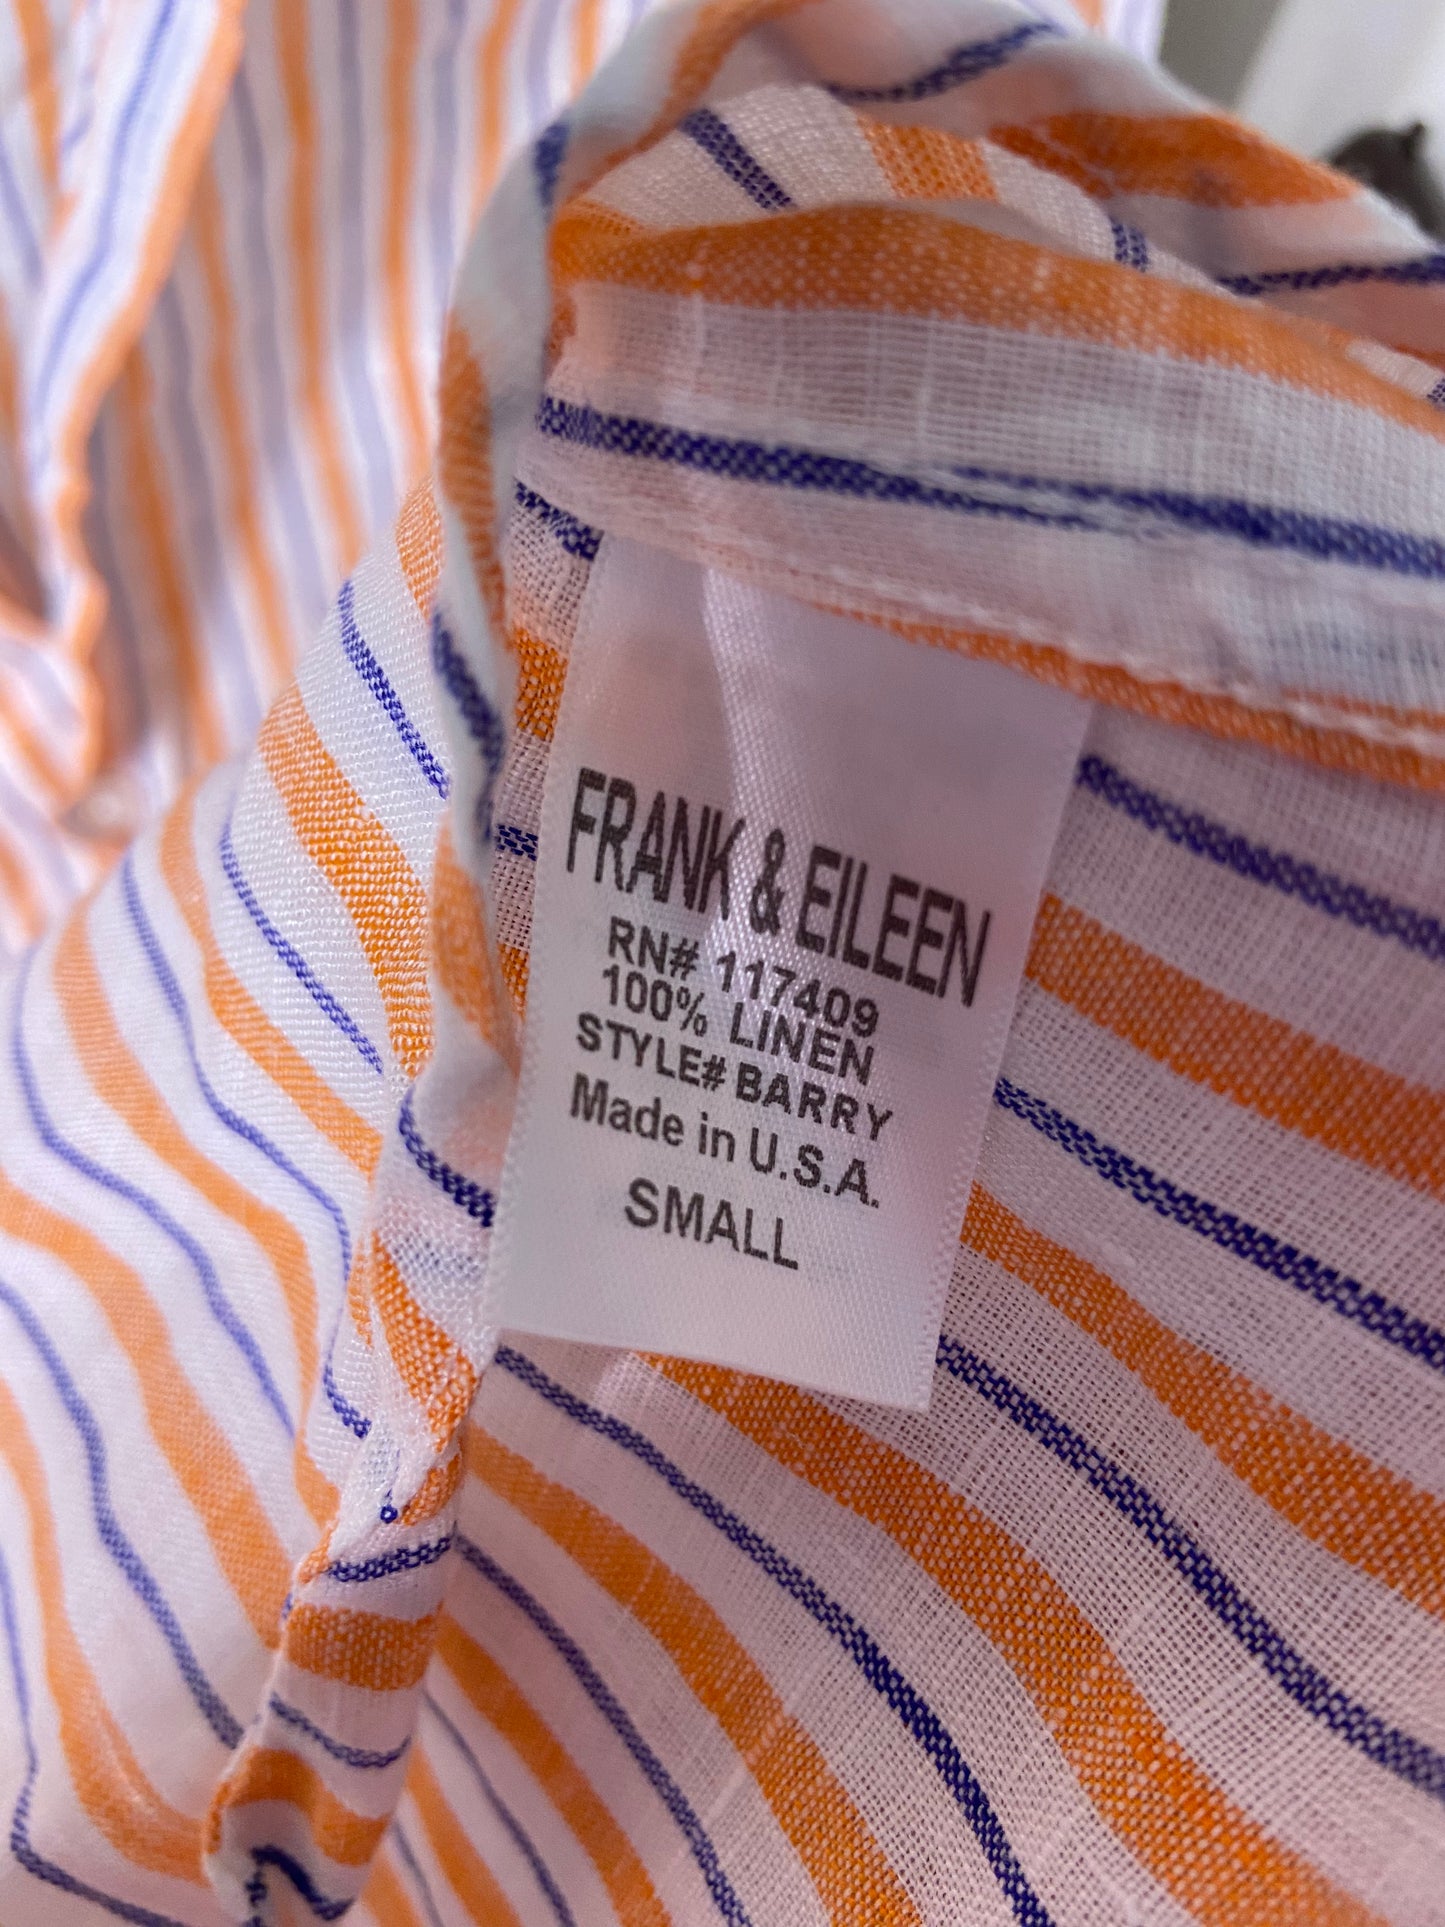 FRANK & EILEEN
RN# 117409
100% LINEN
STYLE# BARRY
Made in U.S.A.
SMALL